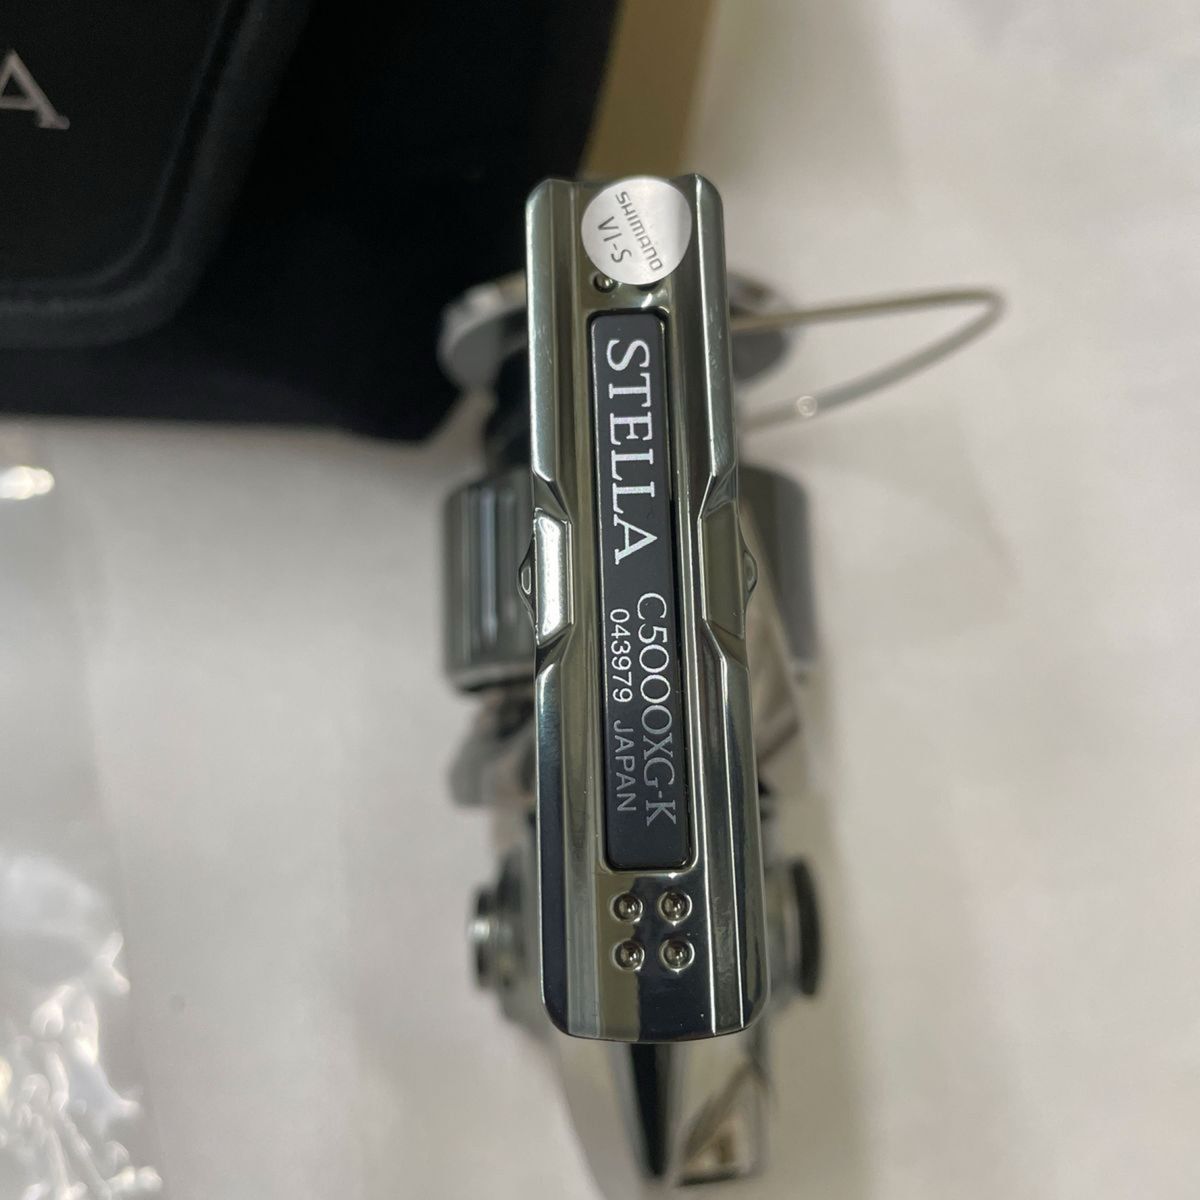 SHIMANO
VI-S
STELLA C5000XG-K
043979 JAPAN
A